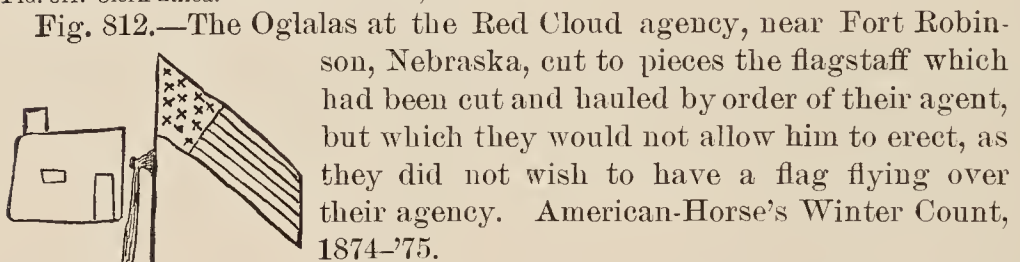 Fig. 812.—The Oglalas at the Red Cloud agency, near Fort Robin-
son, Nebraska, cut to pieces the flagstaff which
had been cut and hauled by order of their agent,
but which they would not allow him to erect, as
they did not wish to have a flag flying over
their agency. American-Horse's Winter Count,
1874–'75.